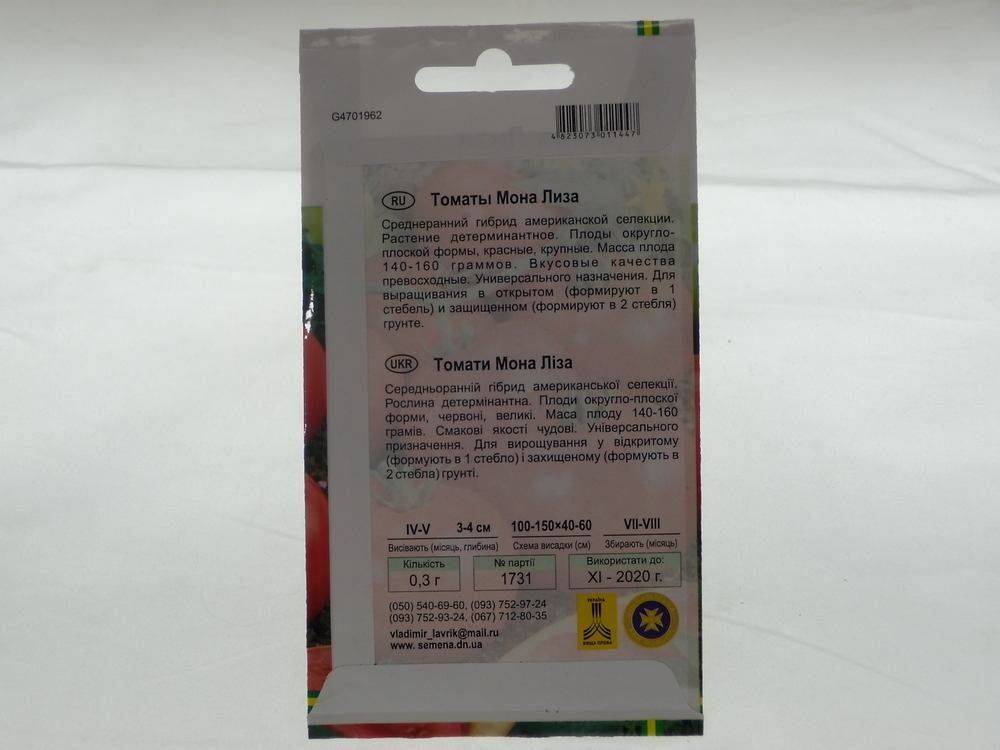 G4701962
4 823073 011447
RU Томаты Мона Лиза
Среднеранний гибрид американской селекции.
Растение детерминантное. Плоды округло-
плоской формы, красные, крупные. Масса плода
140-160 граммов. Вкусовые качества
превосходные. Универсального назначения. Для
выращивания в открытом (формируют в 1
стебель) и защищенном (формируют в 2 стебля)
грунте.
UKR Томати Мона Ліза
Середньоранній гібрид американської селекції.
Рослина детермінантна. Плоди округло-плоскої
форми, червоні, великі. Маса плоду 140-160
грамів. Смакові якості чудові. Універсального
призначення. Для вирощування у відкритому
(формують в 1 стебло) і захищеному (формують в
2 стебла) грунті.
IV-V 3-4 см 100-150×40-60 VII-VIII
Висівають (місяць, глибина) Схема висадки (см) Збирають (місяць)
Кількість № партії Використати до:
0,3 г 1731 XI - 2020 г.
(050) 540-69-60, (093) 752-97-24
(093) 752-93-24, (067) 712-80-35
vladimir_lavrik@mail.ru
www. semena.dn.ua
УКРАЇНА
ВИЩА ПРОБА